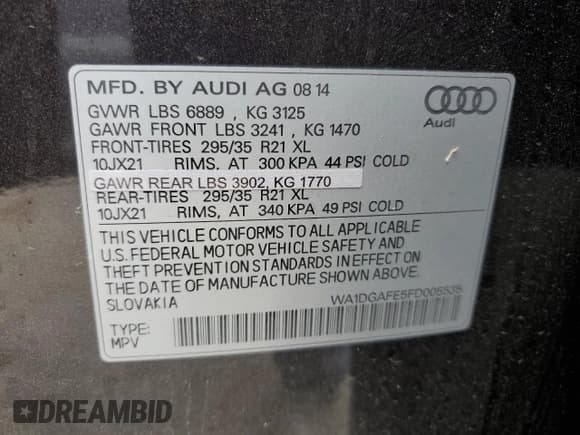 MFD. BY AUDI AG 08 14
GVWR LBS 6889 , KG 3125
GAWR FRONT LBS 3241 , KG 1470
FRONT-TIRES 295/35 R21 XL
10JX21 RIMS, AT 300 KPA 44 PSI COLD
GAWR REAR LBS 3902, KG 1770
REAR-TIRES 295/35 R21 XL
10JX21 RIMS, AT 340 KPA 49 PSI COLD
THIS VEHICLE CONFORMS TO ALL APPLICABLE
U.S. FEDERAL MOTOR VEHICLE SAFETY AND
THEFT PREVENTION STANDARDS IN EFFECT ON
THE DATE OF MANUFACTURE SHOWN ABOVE.
SLOVAKIA
WA1DGAFE5FD005535
TYPE:
MPV
Audi
DREAMBID